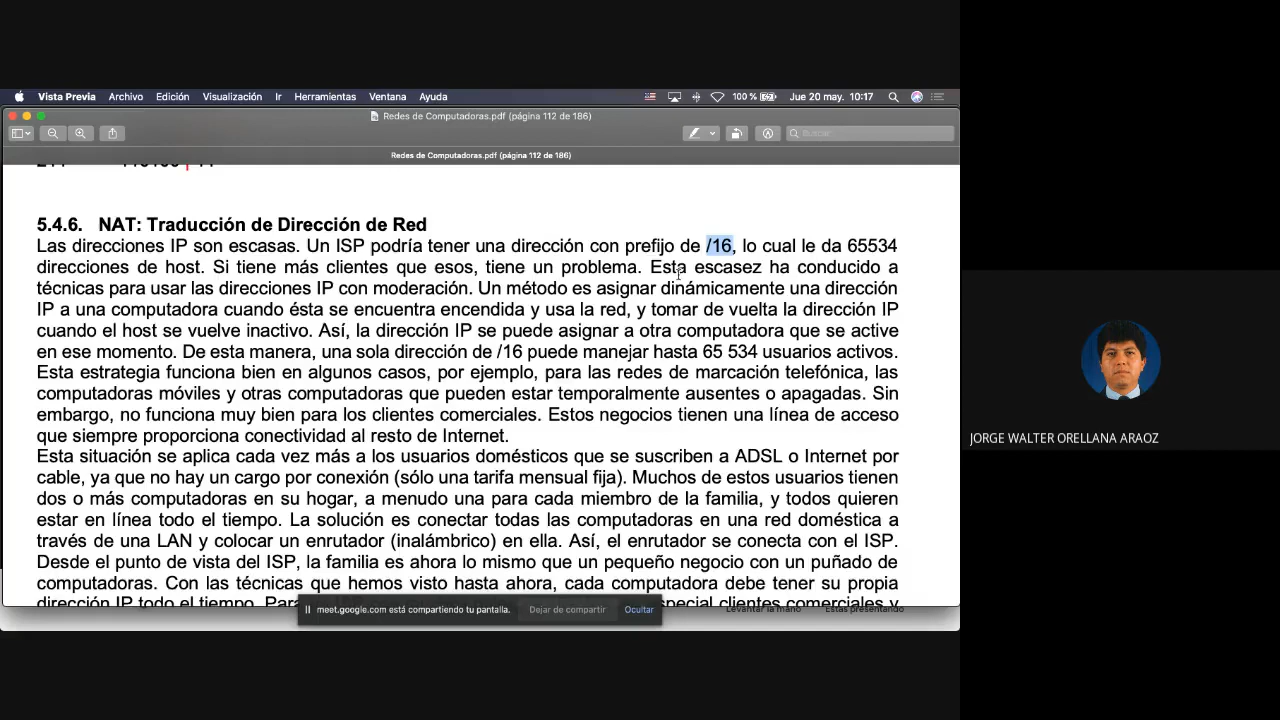 Vista Previa Archivo Edición Visualización Ir Herramientas Ventana Ayuda 100 % Jue 20 may. 10:17
Redes de Computadoras.pdf (página 112 de 186)
Buscar
Redes de Computadoras.pdf (página 112 de 186)
5.4.6. NAT: Traducción de Dirección de Red
Las direcciones IP son escasas. Un ISP podría tener una dirección con prefijo de /16, lo cual le da 65534
direcciones de host. Si tiene más clientes que esos, tiene un problema. Esta escasez ha conducido a
técnicas para usar las direcciones IP con moderación. Un método es asignar dinámicamente una dirección
IP a una computadora cuando ésta se encuentra encendida y usa la red, y tomar de vuelta la dirección IP
cuando el host se vuelve inactivo. Así, la dirección IP se puede asignar a otra computadora que se active
en ese momento. De esta manera, una sola dirección de /16 puede manejar hasta 65 534 usuarios activos.
Esta estrategia funciona bien en algunos casos, por ejemplo, para las redes de marcación telefónica, las
computadoras móviles y otras computadoras que pueden estar temporalmente ausentes o apagadas. Sin
embargo, no funciona muy bien para los clientes comerciales. Estos negocios tienen una línea de acceso
que siempre proporciona conectividad al resto de Internet.
Esta situación se aplica cada vez más a los usuarios domésticos que se suscriben a ADSL o Internet por
cable, ya que no hay un cargo por conexión (sólo una tarifa mensual fija). Muchos de estos usuarios tienen
dos o más computadoras en su hogar, a menudo una para cada miembro de la familia, y todos quieren
estar en línea todo el tiempo. La solución es conectar todas las computadoras en una red doméstica a
través de una LAN y colocar un enrutador (inalámbrico) en ella. Así, el enrutador se conecta con el ISP.
Desde el punto de vista del ISP, la familia es ahora lo mismo que un pequeño negocio con un puñado de
computadoras. Con las técnicas que hemos visto hasta ahora, cada computadora debe tener su propia
dirección IP todo el tiempo. Para especial clientes comerciales y
meet.google.com está compartiendo tu pantalla. Dejar de compartir Ocultar
Levantar la mano Estás presentando
JORGE WALTER ORELLANA ARAOZ